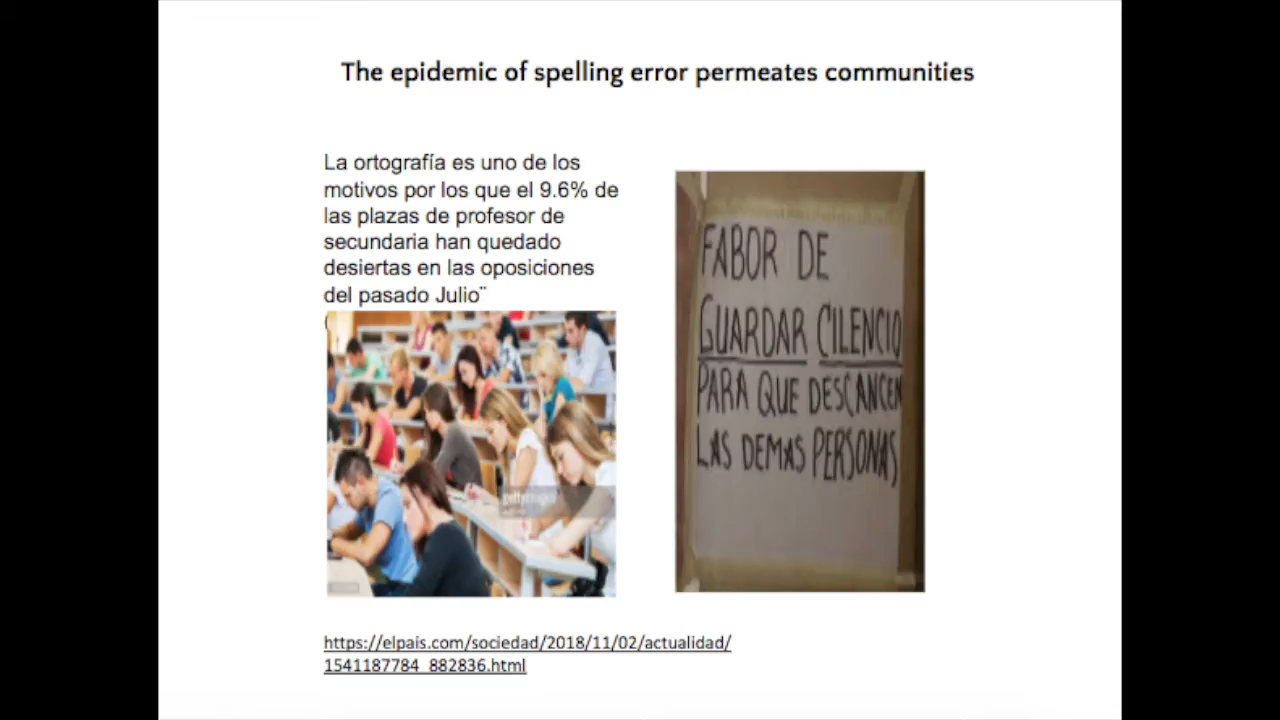 The epidemic of spelling error permeates communities
La ortografía es uno de los
motivos por los que el 9.6% de
las plazas de profesor de
secundaria han quedado
desiertas en las oposiciones
del pasado Julio¨
(
FABOR DE
GUARDAR CILENCIO
PARA QUE DESCANCEN
LAS DEMAS PERSONAS
gettyimages
https://elpais.com/sociedad/2018/11/02/actualidad/
1541187784_882836.html